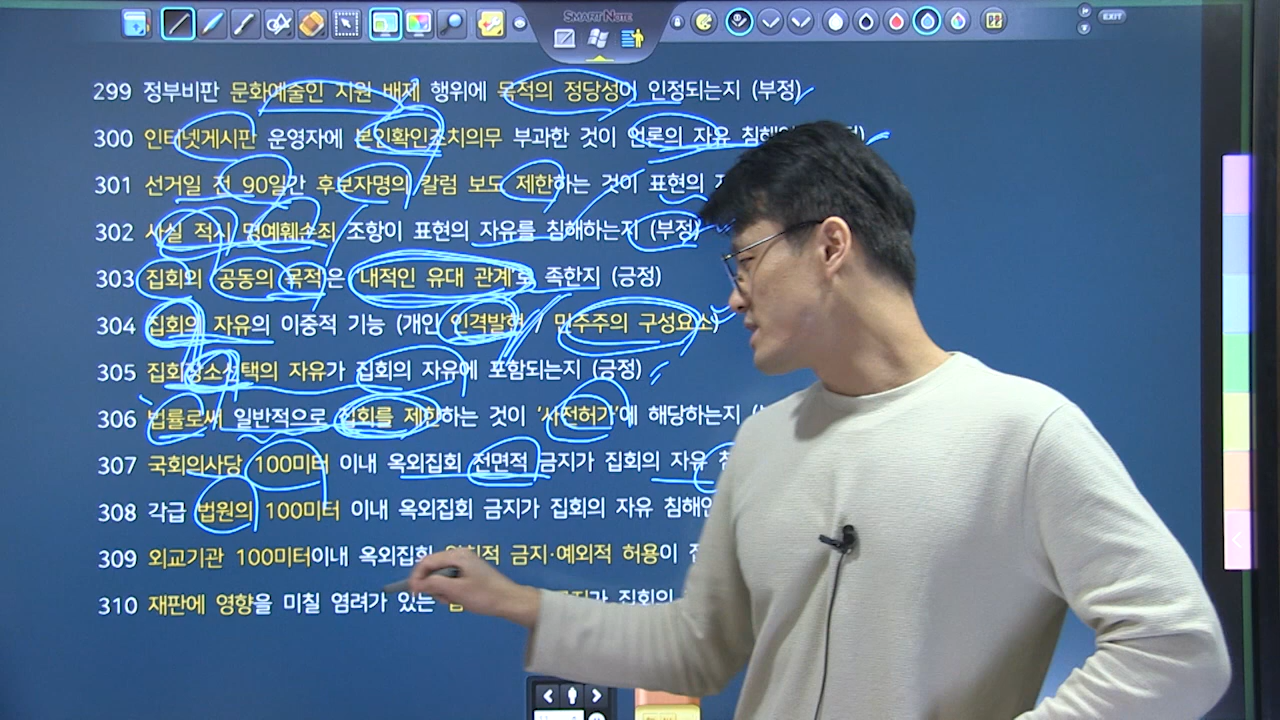 SMART NOTE
EXIT
299 정부비판 문화예술인 지원 배제 행위에 목적의 정당성이 인정되는지 (부정)
300 인터넷게시판 운영자에 본인확인조치의무 부과한 것이 언론의 자유 침해인
301 선거일 전 90일간 후보자명의 칼럼 보도 제한하는 것이 표현의
302 사실 적시 명예훼손죄 조항이 표현의 자유를 침해하는지 (부정)
303 집회의 공동의 목적은 '내적인 유대 관계'로 족한지 (긍정)
304 집회의 자유의 이중적 기능 (개인 인격발현 / 민주주의 구성요소)
305 집회장소선택의 자유가 집회의 자유에 포함되는지 (긍정)
306 법률로써 일반적으로 집회를 제한하는 것이 '사전허가'에 해당하는지
307 국회의사당 100미터 이내 옥외집회 전면적 금지가 집회의 자유
308 각급 법원의 100미터 이내 옥외집회 금지가 집회의 자유 침해인
309 외교기관 100미터이내 옥외집회 금지·예외적 허용이
310 재판에 영향을 미칠 염려가 있는 집회의